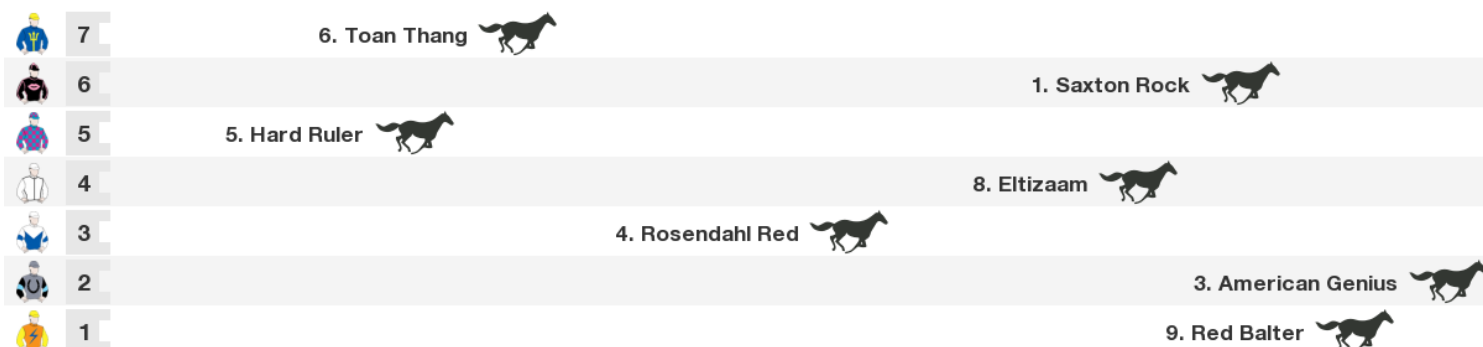 7 6. Toan Thang
6 1. Saxton Rock
5 5. Hard Ruler
4 8. Eltizaam
3 4. Rosendahl Red
2 3. American Genius
1 9. Red Balter